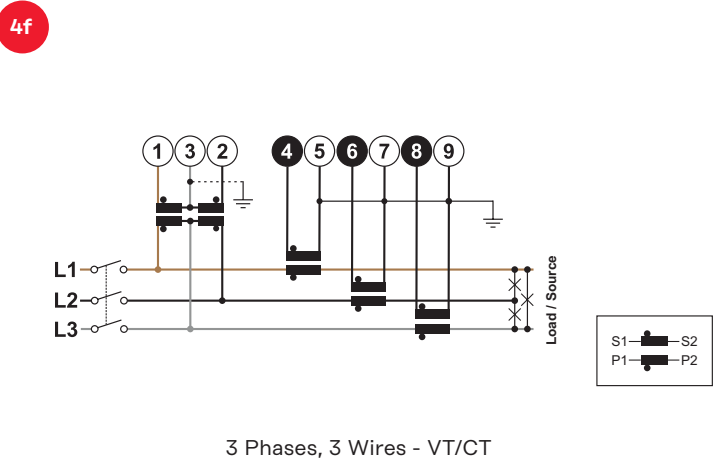 4f
1 3 2 4 5 6 7 8 9
L1
L2
L3
Load / Source
S1 S2
P1 P2
3 Phases, 3 Wires - VT/CT